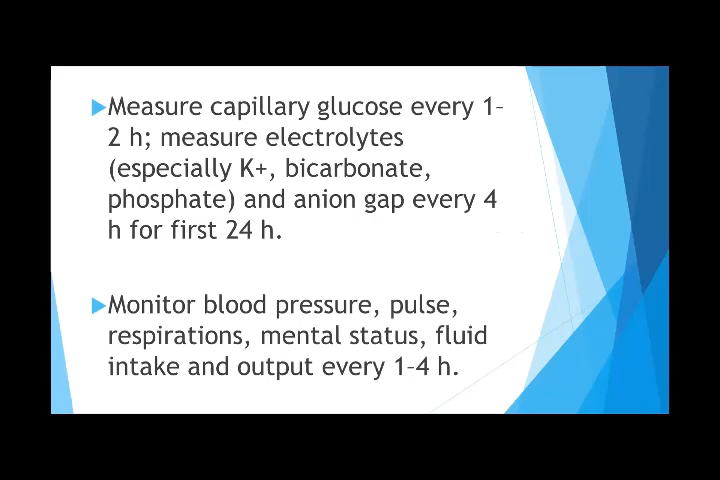 Measure capillary glucose every 1–
2 h; measure electrolytes
(especially K+, bicarbonate,
phosphate) and anion gap every 4
h for first 24 h.
Monitor blood pressure, pulse,
respirations, mental status, fluid
intake and output every 1–4 h.